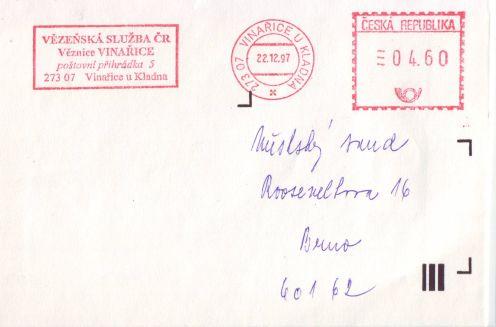 VĚZEŇSKÁ SLUŽBA ČR
Věznice VINAŘICE
poštovní přihrádka 5
273 07 Vinařice u Kladna
VINAŘICE U KLADNA
22.12.97
273 07
ČESKÁ REPUBLIKA
04.60
Městský soud
Rooseveltova 16
Brno
601 62